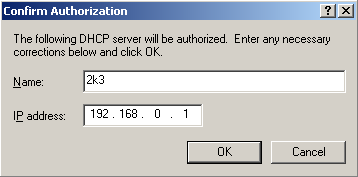 Confirm Authorization
The following DHCP server will be authorized. Enter any necessary
corrections below and click OK.
Name: 2k3
IP address: 192 . 168 . 0 . 1
OK Cancel